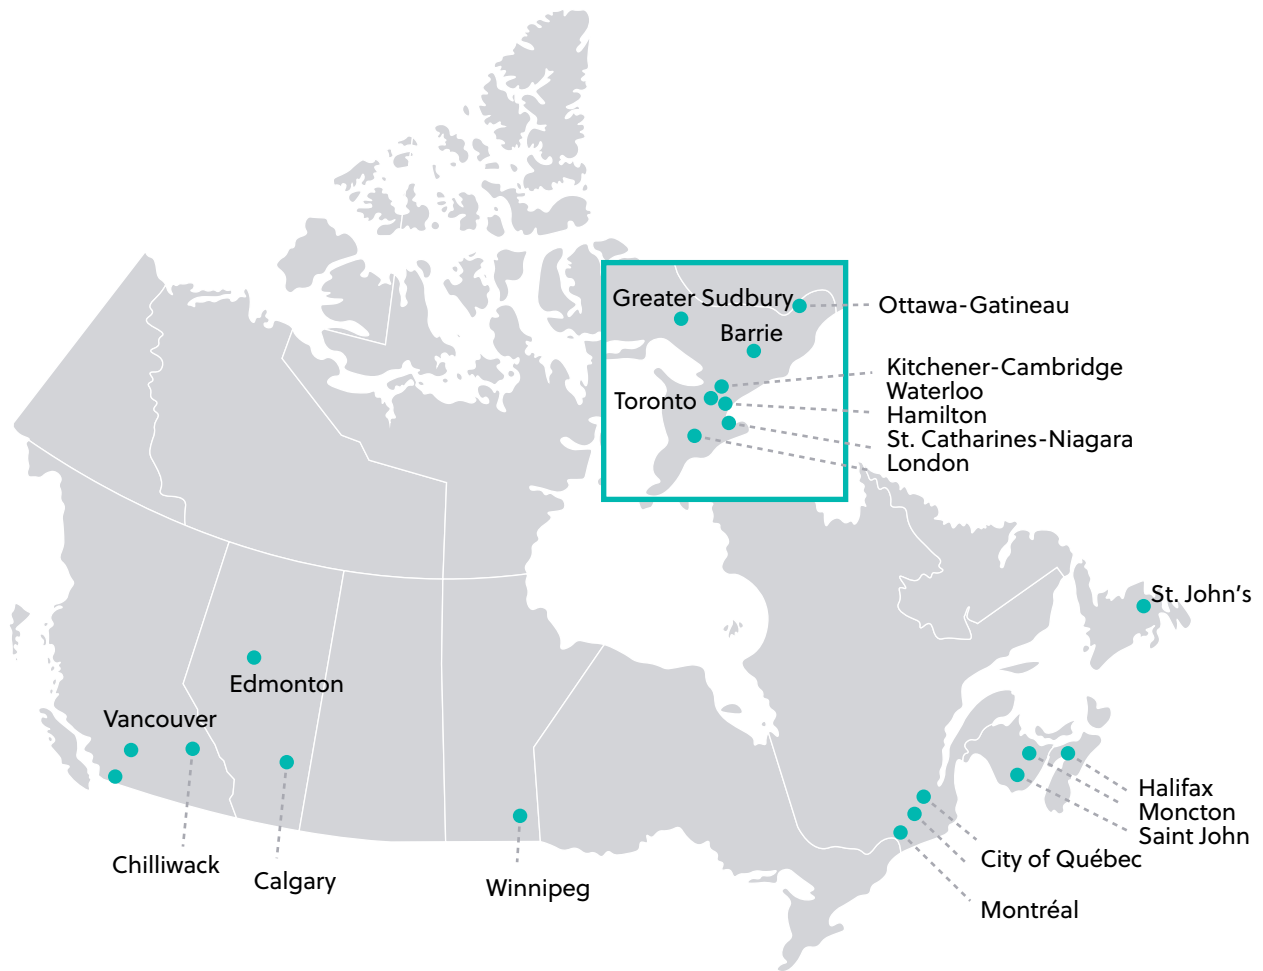 Greater Sudbury
Ottawa-Gatineau
Barrie
Kitchener-Cambridge
Waterloo
Toronto
Hamilton
St. Catharines-Niagara
London
St. John's
Edmonton
Vancouver
Halifax
Moncton
Saint John
City of Québec
Chilliwack
Calgary
Winnipeg
Montréal